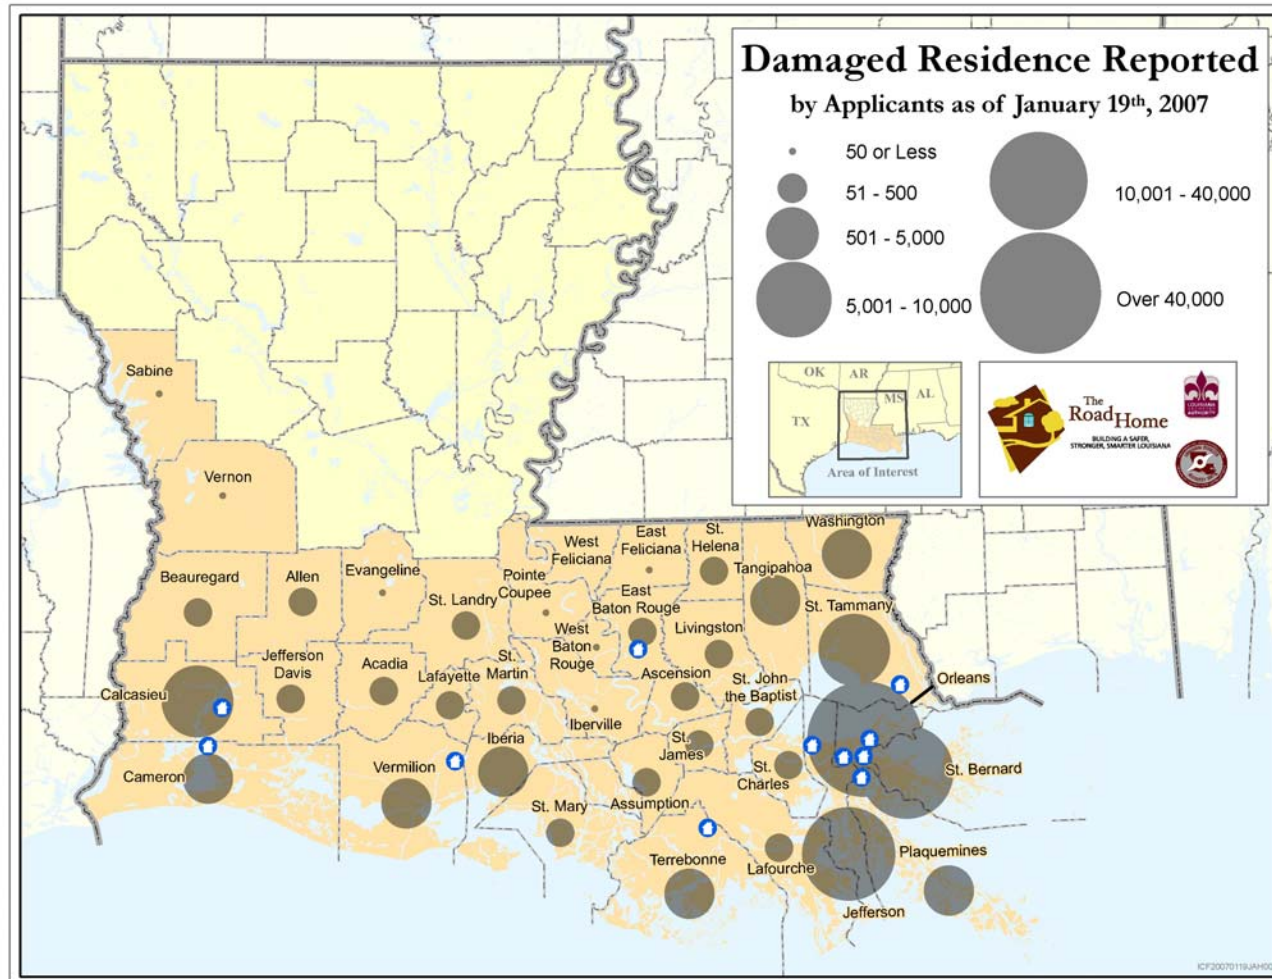 Damaged Residence Reported
by Applicants as of January 19th, 2007
50 or Less
51 - 500
501 - 5,000
5,001 - 10,000
10,001 - 40,000
Over 40,000
OK
AR
MS
AL
TX
Area of Interest
The
Road Home
BUILDING A SAFER,
STRONGER, SMARTER LOUISIANA
LOUISIANA
RECOVERY
AUTHORITY
Sabine
Vernon
Beauregard
Allen
Evangeline
St. Landry
Pointe
Coupee
West
Feliciana
East
Feliciana
St.
Helena
Washington
Tangipahoa
St. Tammany
East
Baton Rouge
West
Baton
Rouge
Livingston
Calcasieu
Jefferson
Davis
Acadia
Lafayette
St.
Martin
Iberville
Ascension
St. John
the Baptist
Orleans
Cameron
Vermilion
Iberia
St.
James
St.
Charles
St. Bernard
St. Mary
Assumption
Terrebonne
Lafourche
Plaquemines
Jefferson